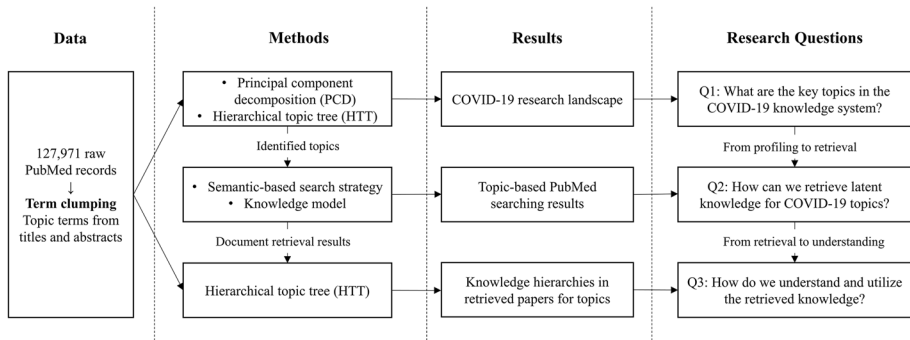 Data
Methods
Results
Research Questions
127,971 raw
PubMed records
↓
Term clumping
Topic terms from
titles and abstracts
• Principal component
decomposition (PCD)
• Hierarchical topic tree (HTT)
COVID-19 research landscape
Q1: What are the key topics in the
COVID-19 knowledge system?
Identified topics
From profiling to retrieval
• Semantic-based search strategy
• Knowledge model
Topic-based PubMed
searching results
Q2: How can we retrieve latent
knowledge for COVID-19 topics?
Document retrieval results
From retrieval to understanding
Hierarchical topic tree (HTT)
Knowledge hierarchies in
retrieved papers for topics
Q3: How do we understand and utilize
the retrieved knowledge?